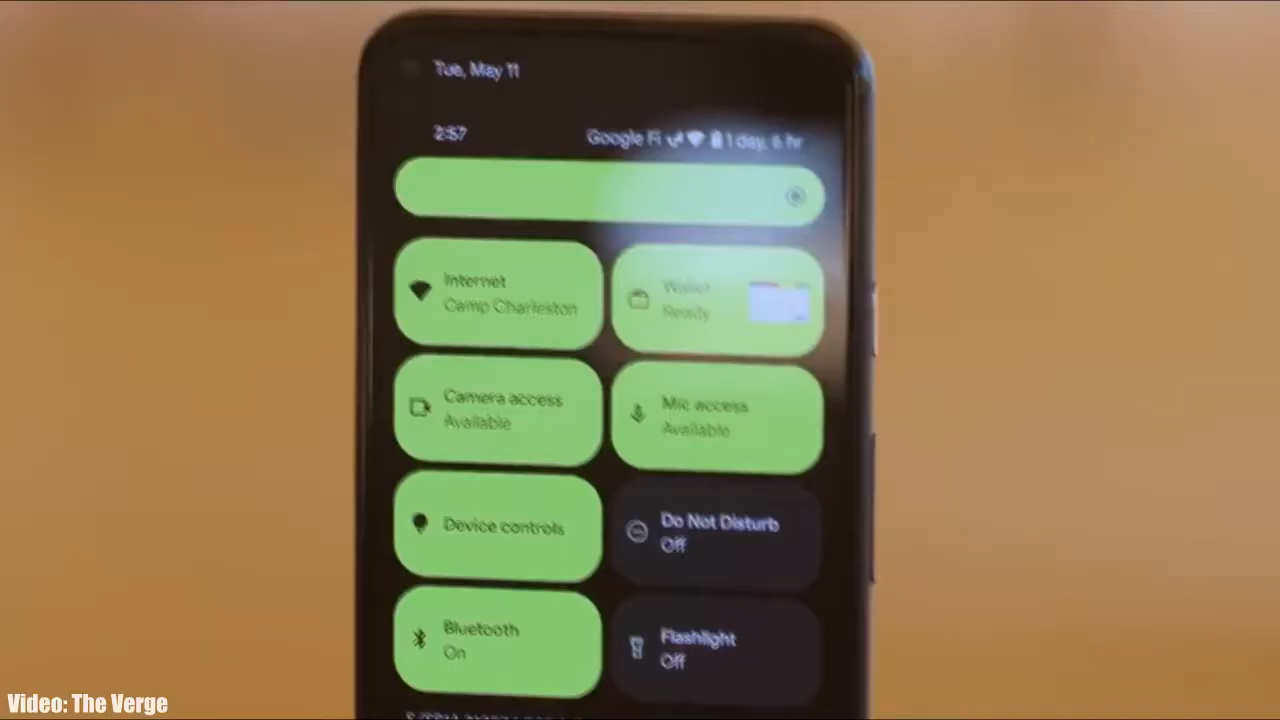 Tue, May 11
2:57
Google Fi 1 day, 6 hr
Internet
Camp Charleston
Wallet
Ready
Camera access
Available
Mic access
Available
Device controls
Do Not Disturb
Off
Bluetooth
On
Flashlight
Off
Video: The Verge